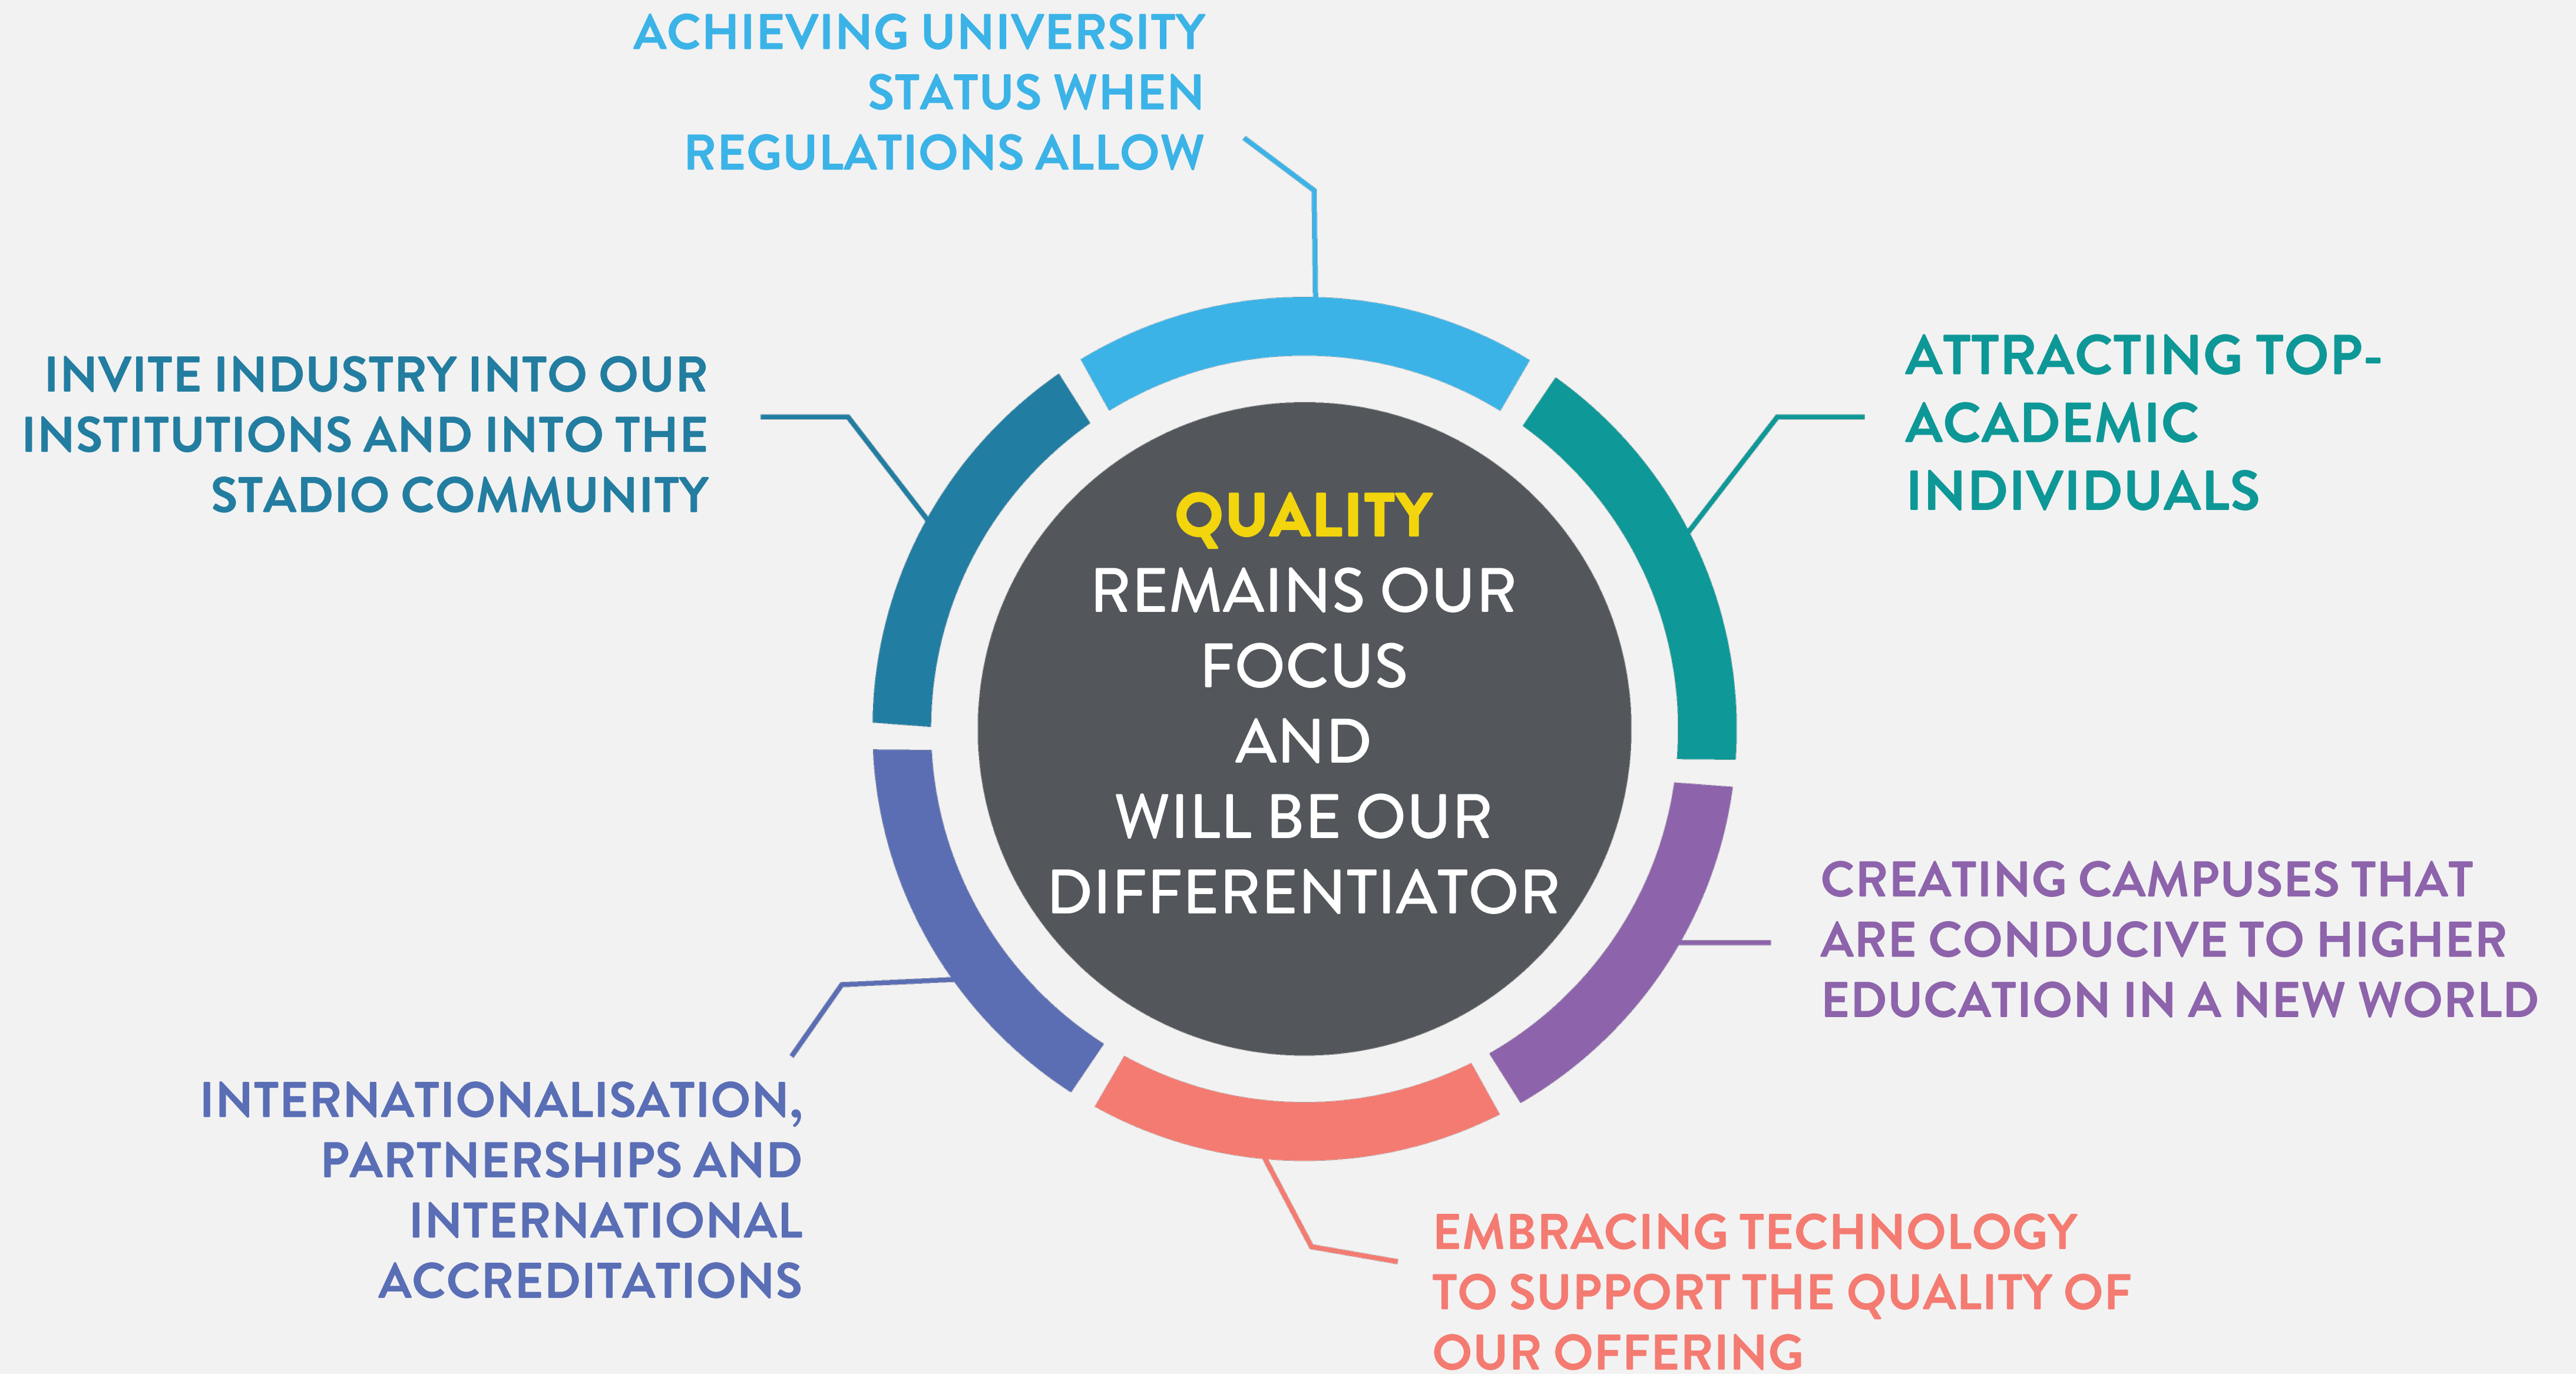 ACHIEVING UNIVERSITY
STATUS WHEN
REGULATIONS ALLOW
INVITE INDUSTRY INTO OUR
INSTITUTIONS AND INTO THE
STADIO COMMUNITY
ATTRACTING TOP-
ACADEMIC
INDIVIDUALS
QUALITY
REMAINS OUR
FOCUS
AND
WILL BE OUR
DIFFERENTIATOR
CREATING CAMPUSES THAT
ARE CONDUCIVE TO HIGHER
EDUCATION IN A NEW WORLD
INTERNATIONALISATION,
PARTNERSHIPS AND
INTERNATIONAL
ACCREDITATIONS
EMBRACING TECHNOLOGY
TO SUPPORT THE QUALITY OF
OUR OFFERING